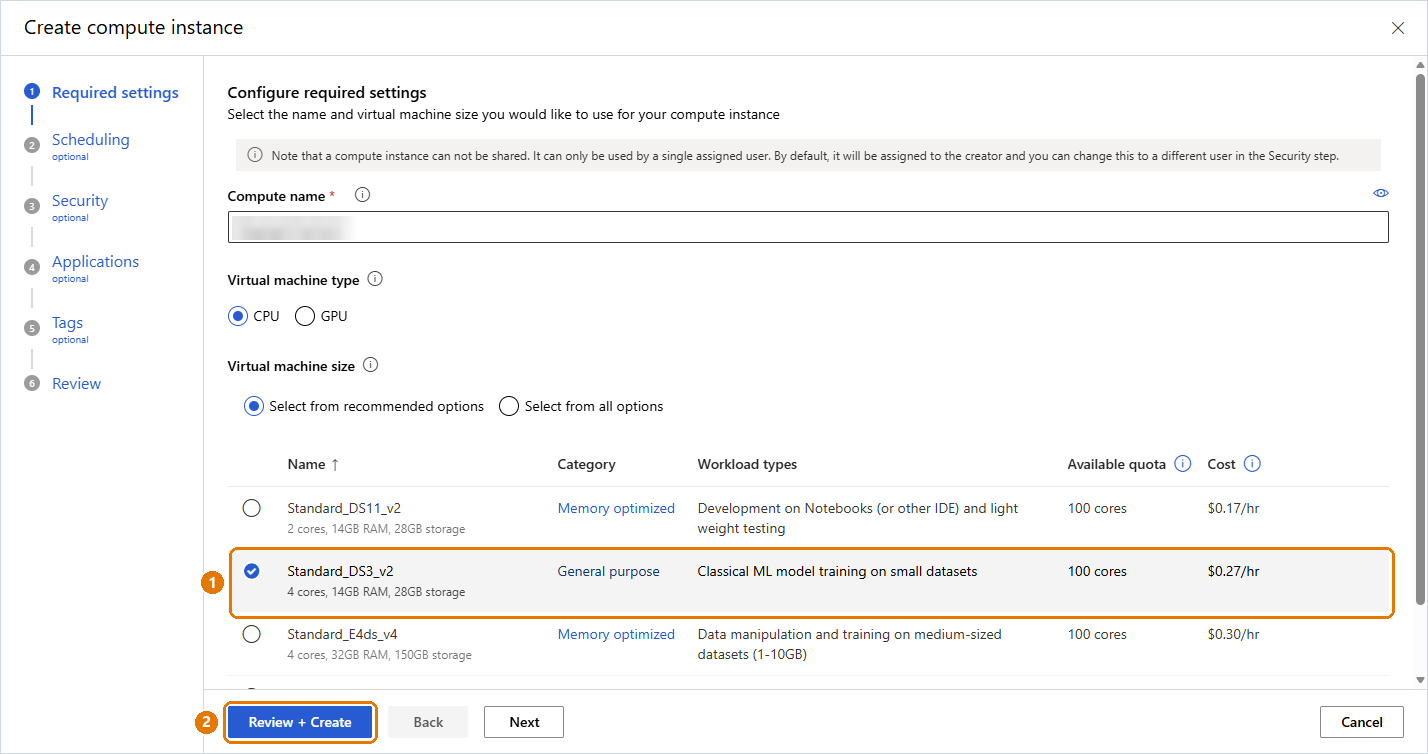 Create compute instance
1 Required settings
2 Scheduling
optional
3 Security
optional
4 Applications
optional
5 Tags
optional
6 Review
Configure required settings
Select the name and virtual machine size you would like to use for your compute instance
Note that a compute instance can not be shared. It can only be used by a single assigned user. By default, it will be assigned to the creator and you can change this to a different user in the Security step.
Compute name *
Virtual machine type
CPU GPU
Virtual machine size
Select from recommended options Select from all options
Name ↑ Category Workload types Available quota Cost
Standard_DS11_v2 Memory optimized Development on Notebooks (or other IDE) and light 100 cores $0.17/hr
2 cores, 14GB RAM, 28GB storage weight testing
1 Standard_DS3_v2 General purpose Classical ML model training on small datasets 100 cores $0.27/hr
4 cores, 14GB RAM, 28GB storage
Standard_E4ds_v4 Memory optimized Data manipulation and training on medium-sized 100 cores $0.30/hr
4 cores, 32GB RAM, 150GB storage datasets (1-10GB)
2 Review + Create Back Next Cancel